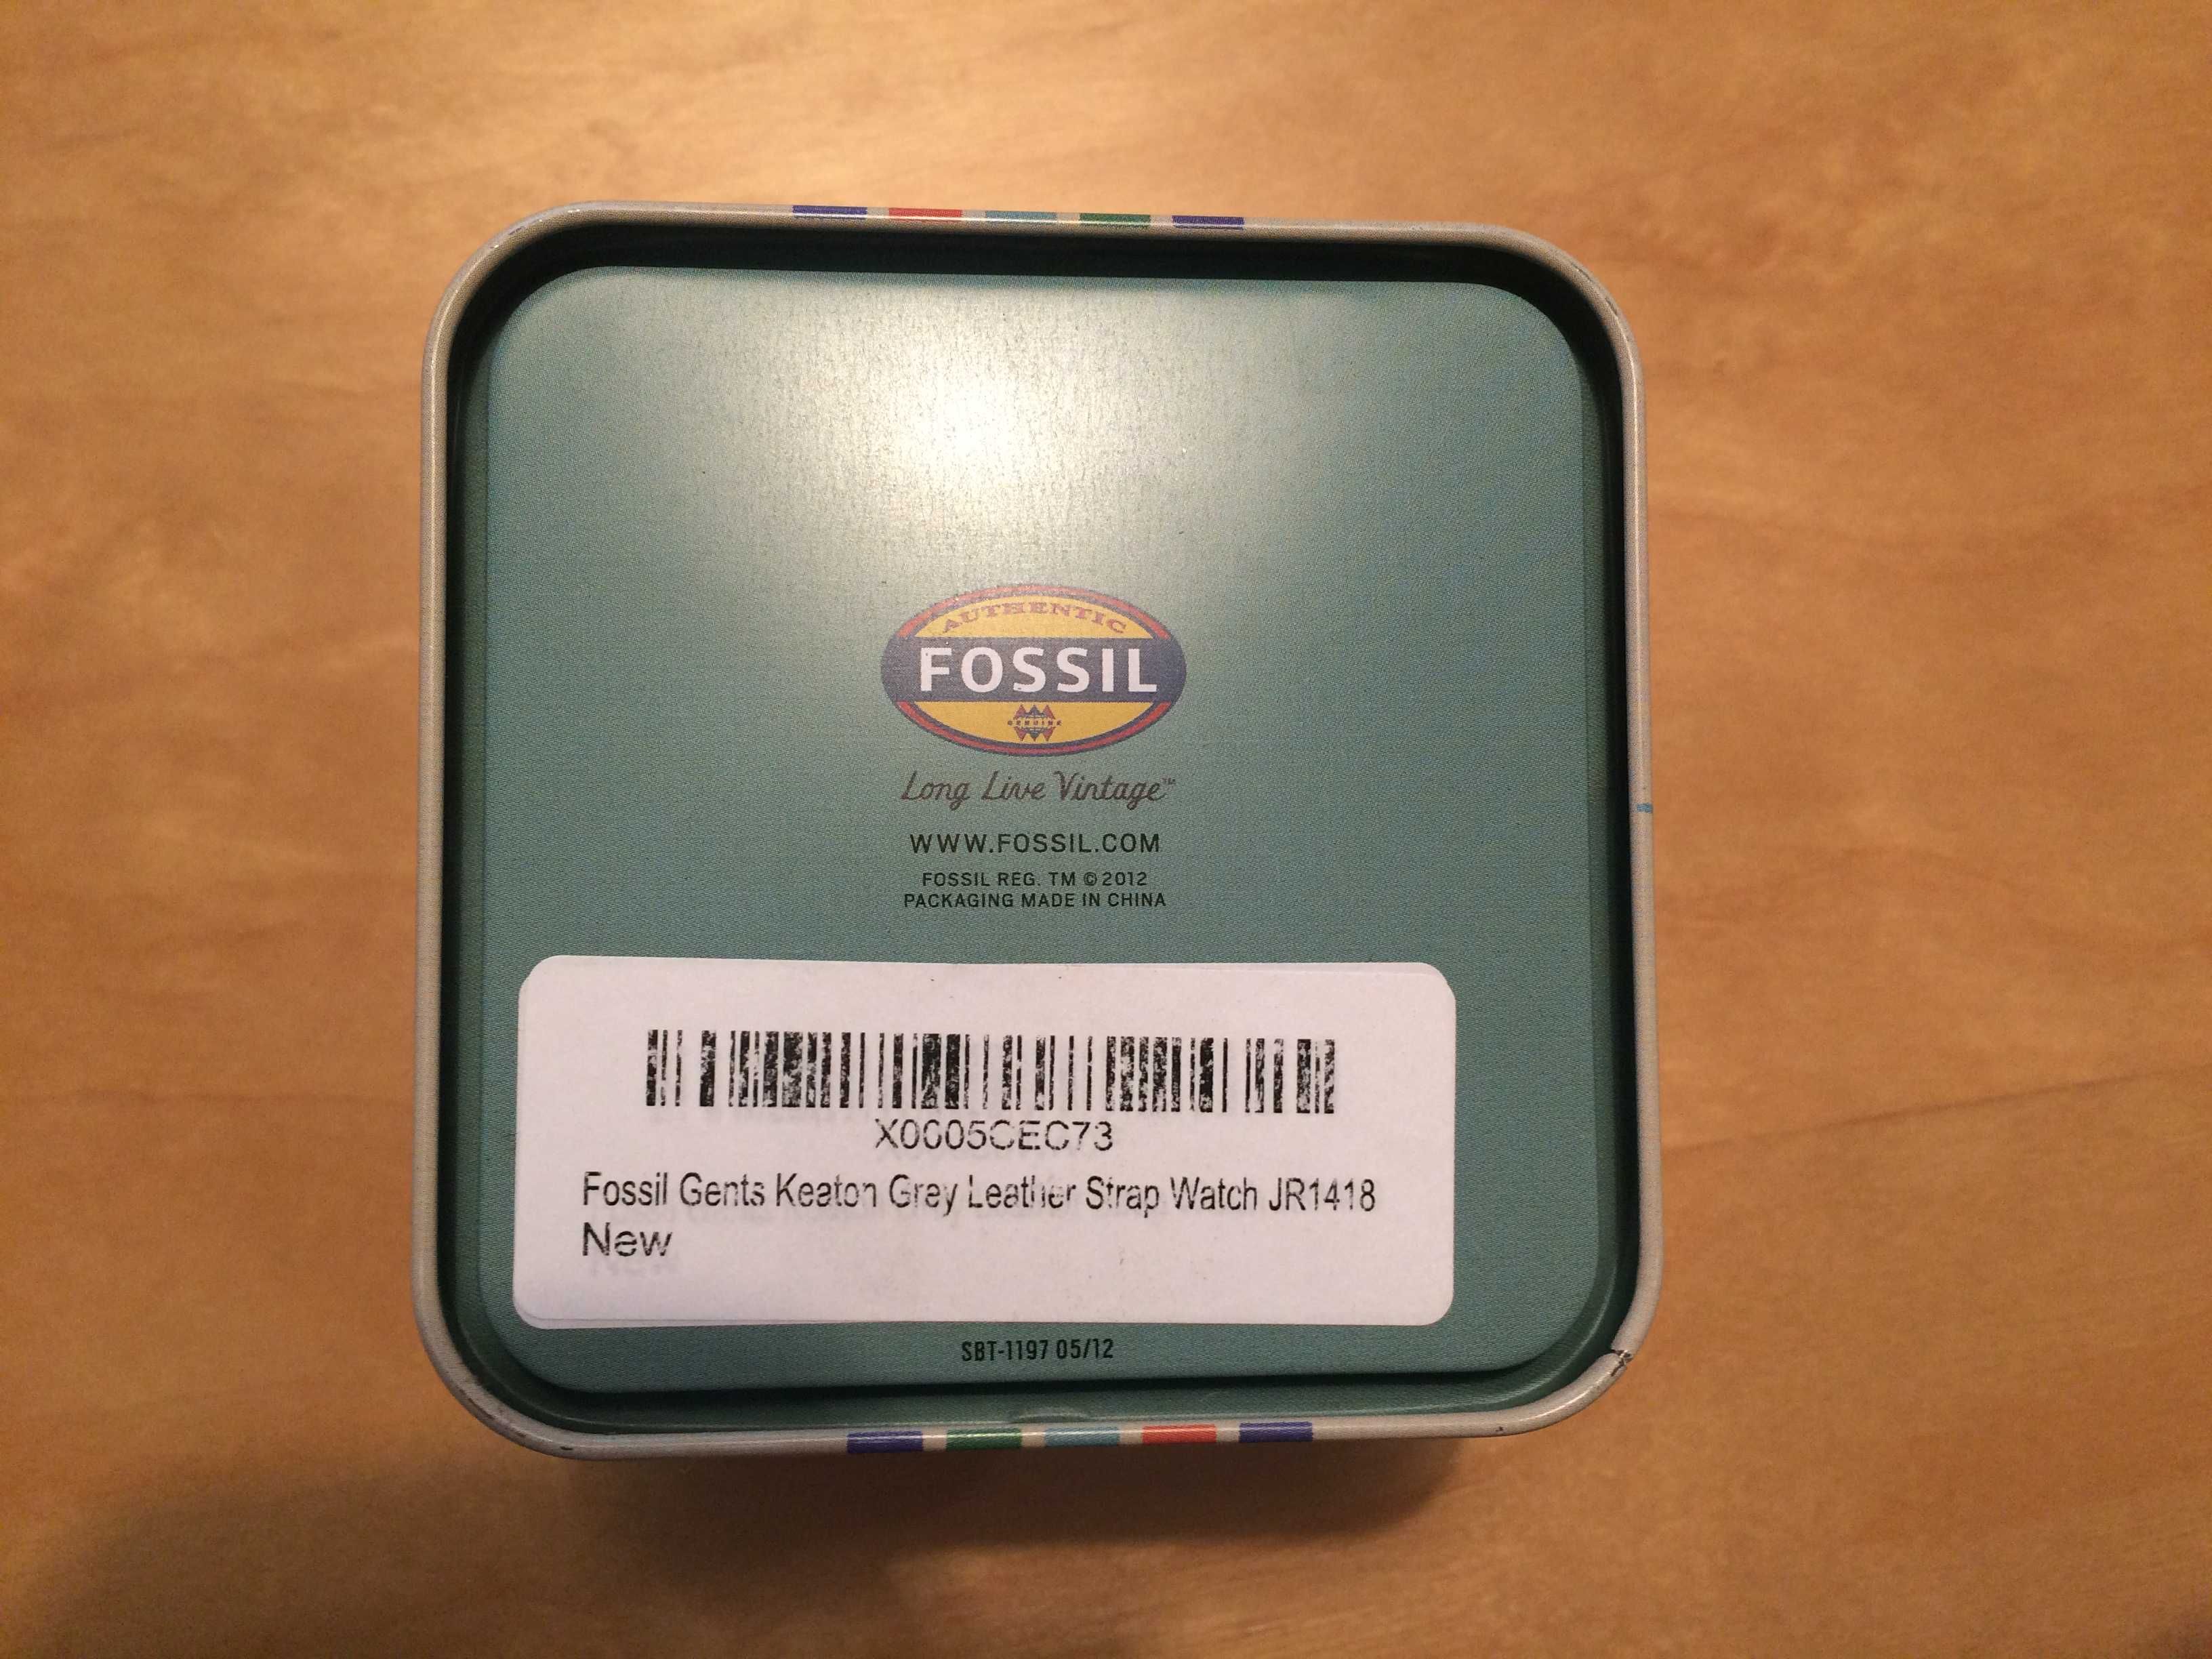 AUTHENTIC
FOSSIL
GENUINE
Long Live Vintage™
WWW.FOSSIL.COM
FOSSIL REG. TM © 2012
PACKAGING MADE IN CHINA
X0005CEC73
Fossil Gents Keaton Grey Leather Strap Watch JR1418
New
SBT-1197 05/12